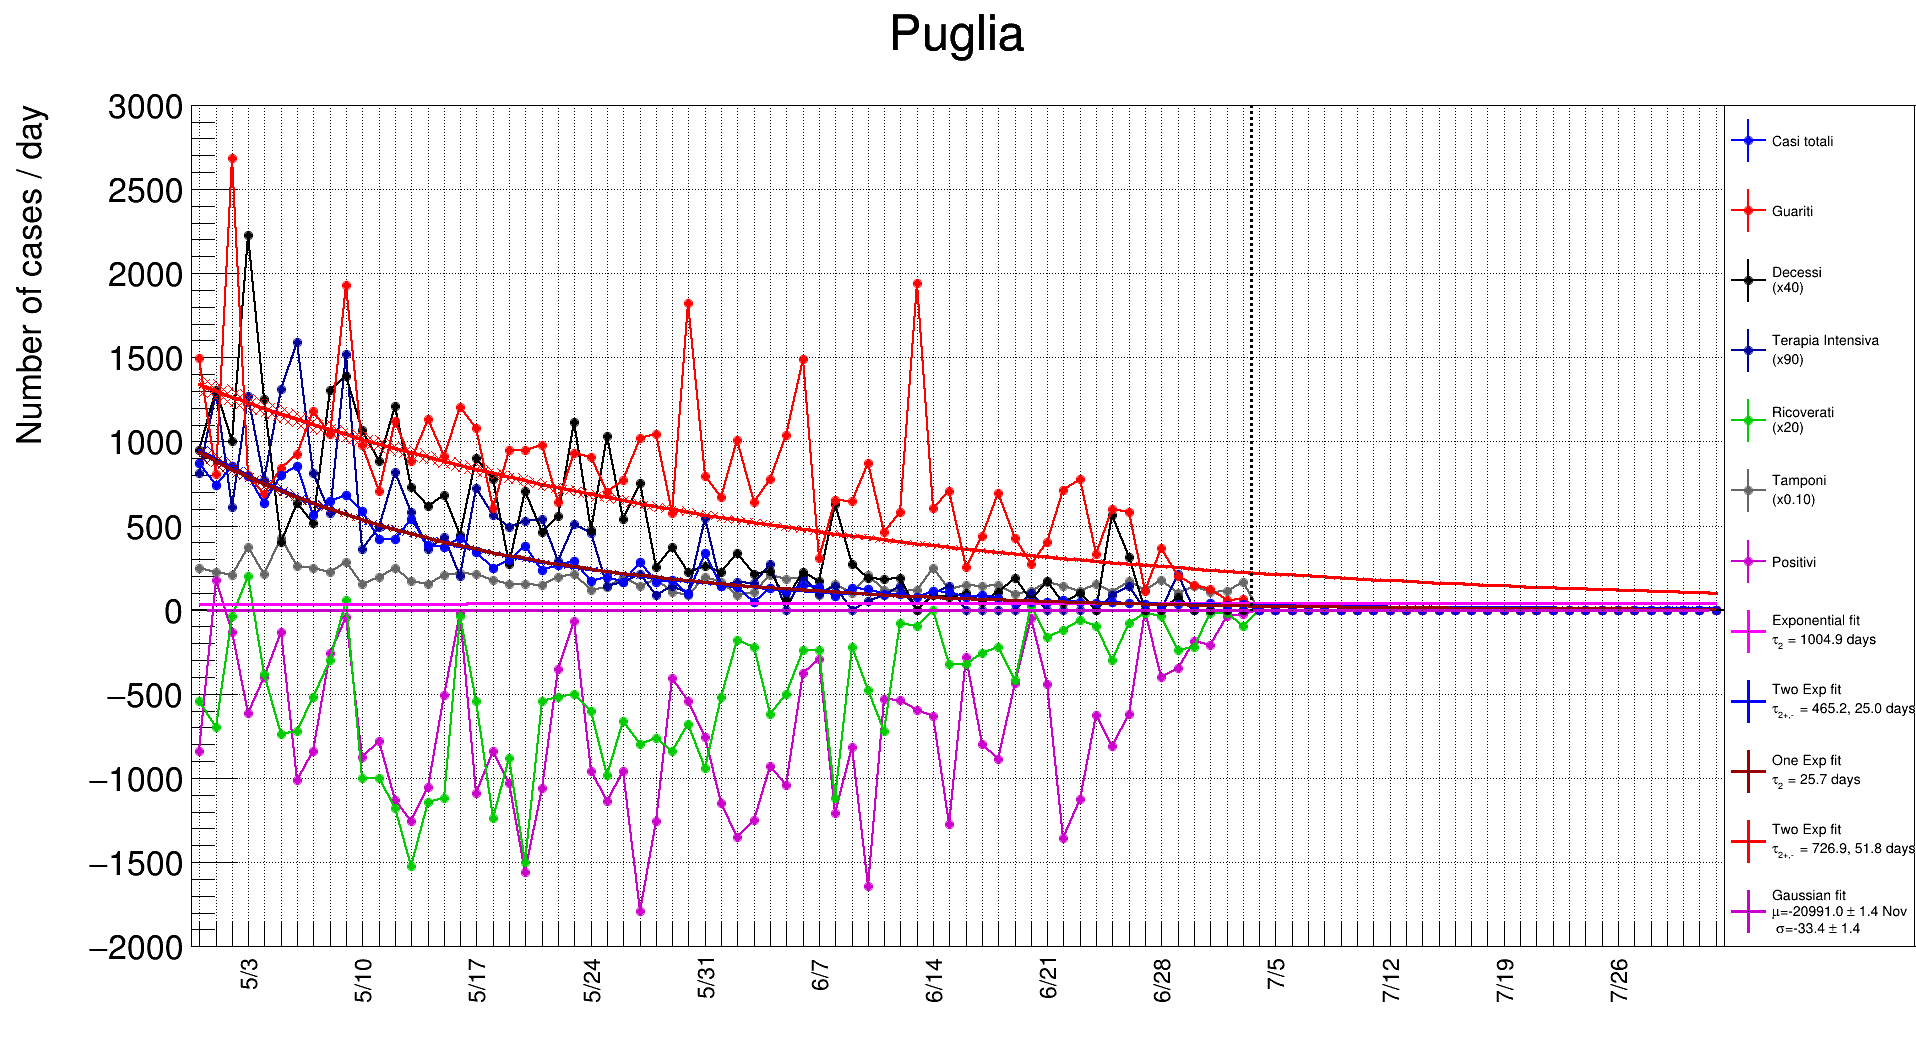 Puglia
Number of cases / day
3000
2500
2000
1500
1000
500
0
−500
−1000
−1500
−2000
5/3
5/10
5/17
5/24
5/31
6/7
6/14
6/21
6/28
7/5
7/12
7/19
7/26
Casi totali
Guariti
Decessi
(x40)
Terapia Intensiva
(x90)
Ricoverati
(x20)
Tamponi
(x0.10)
Positivi
Exponential fit
τ2 = 1004.9 days
Two Exp fit
τ2+,- = 465.2, 25.0 days
One Exp fit
τ2 = 25.7 days
Two Exp fit
τ2+,- = 726.9, 51.8 days
Gaussian fit
μ=-20991.0 ± 1.4 Nov
σ=-33.4 ± 1.4